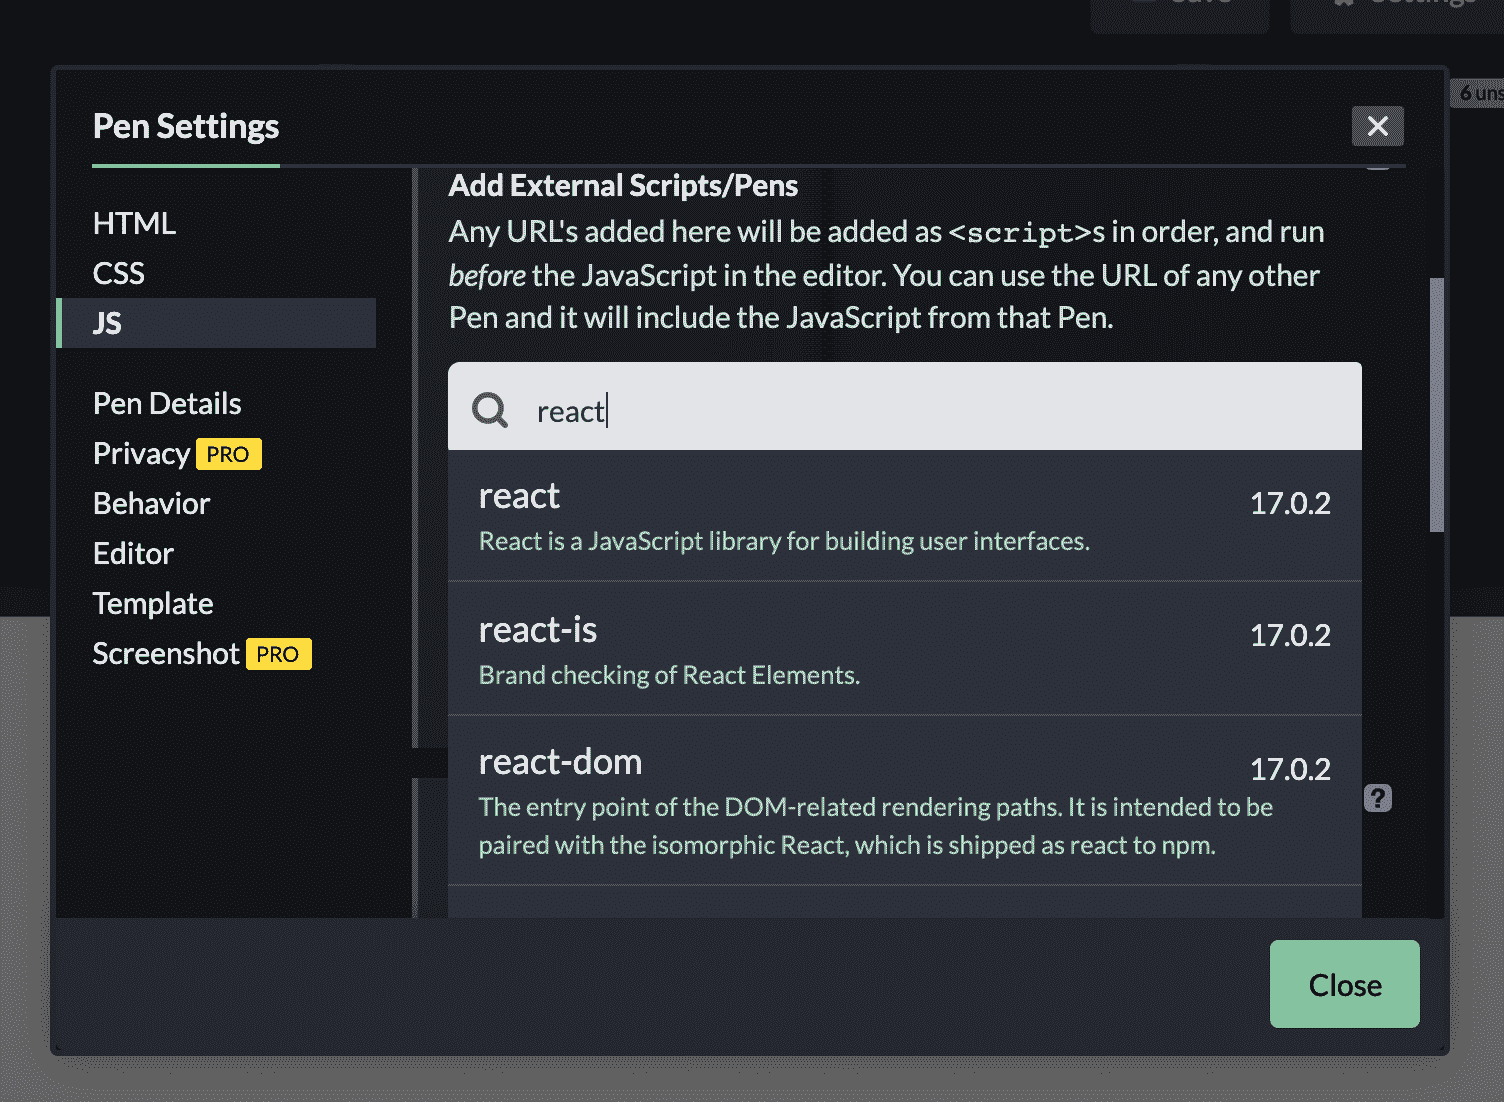 Save
Settings
6 uns
Pen Settings
HTML
CSS
JS
Pen Details
Privacy PRO
Behavior
Editor
Template
Screenshot PRO
Add External Scripts/Pens
Any URL's added here will be added as <script>s in order, and run
before the JavaScript in the editor. You can use the URL of any other
Pen and it will include the JavaScript from that Pen.
react
react 17.0.2
React is a JavaScript library for building user interfaces.
react-is 17.0.2
Brand checking of React Elements.
react-dom 17.0.2
The entry point of the DOM-related rendering paths. It is intended to be
paired with the isomorphic React, which is shipped as react to npm.
?
Close